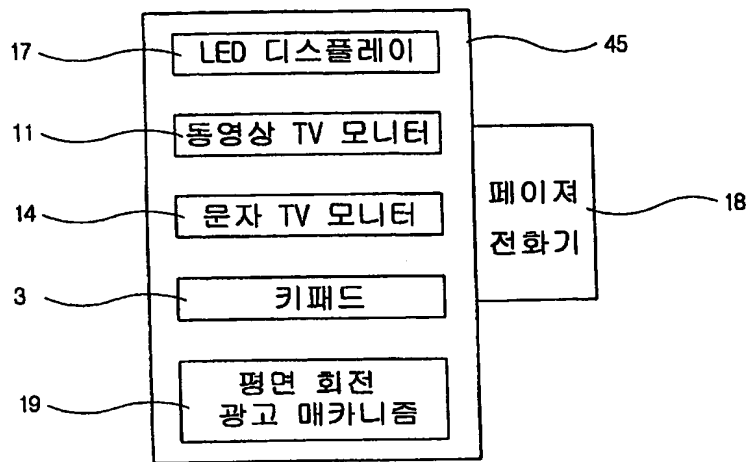 17
LED 디스플레이
45
11
동영상 TV 모니터
14
문자 TV 모니터
페이져
전화기
18
3
키패드
19
평면 회전
광고 매카니즘